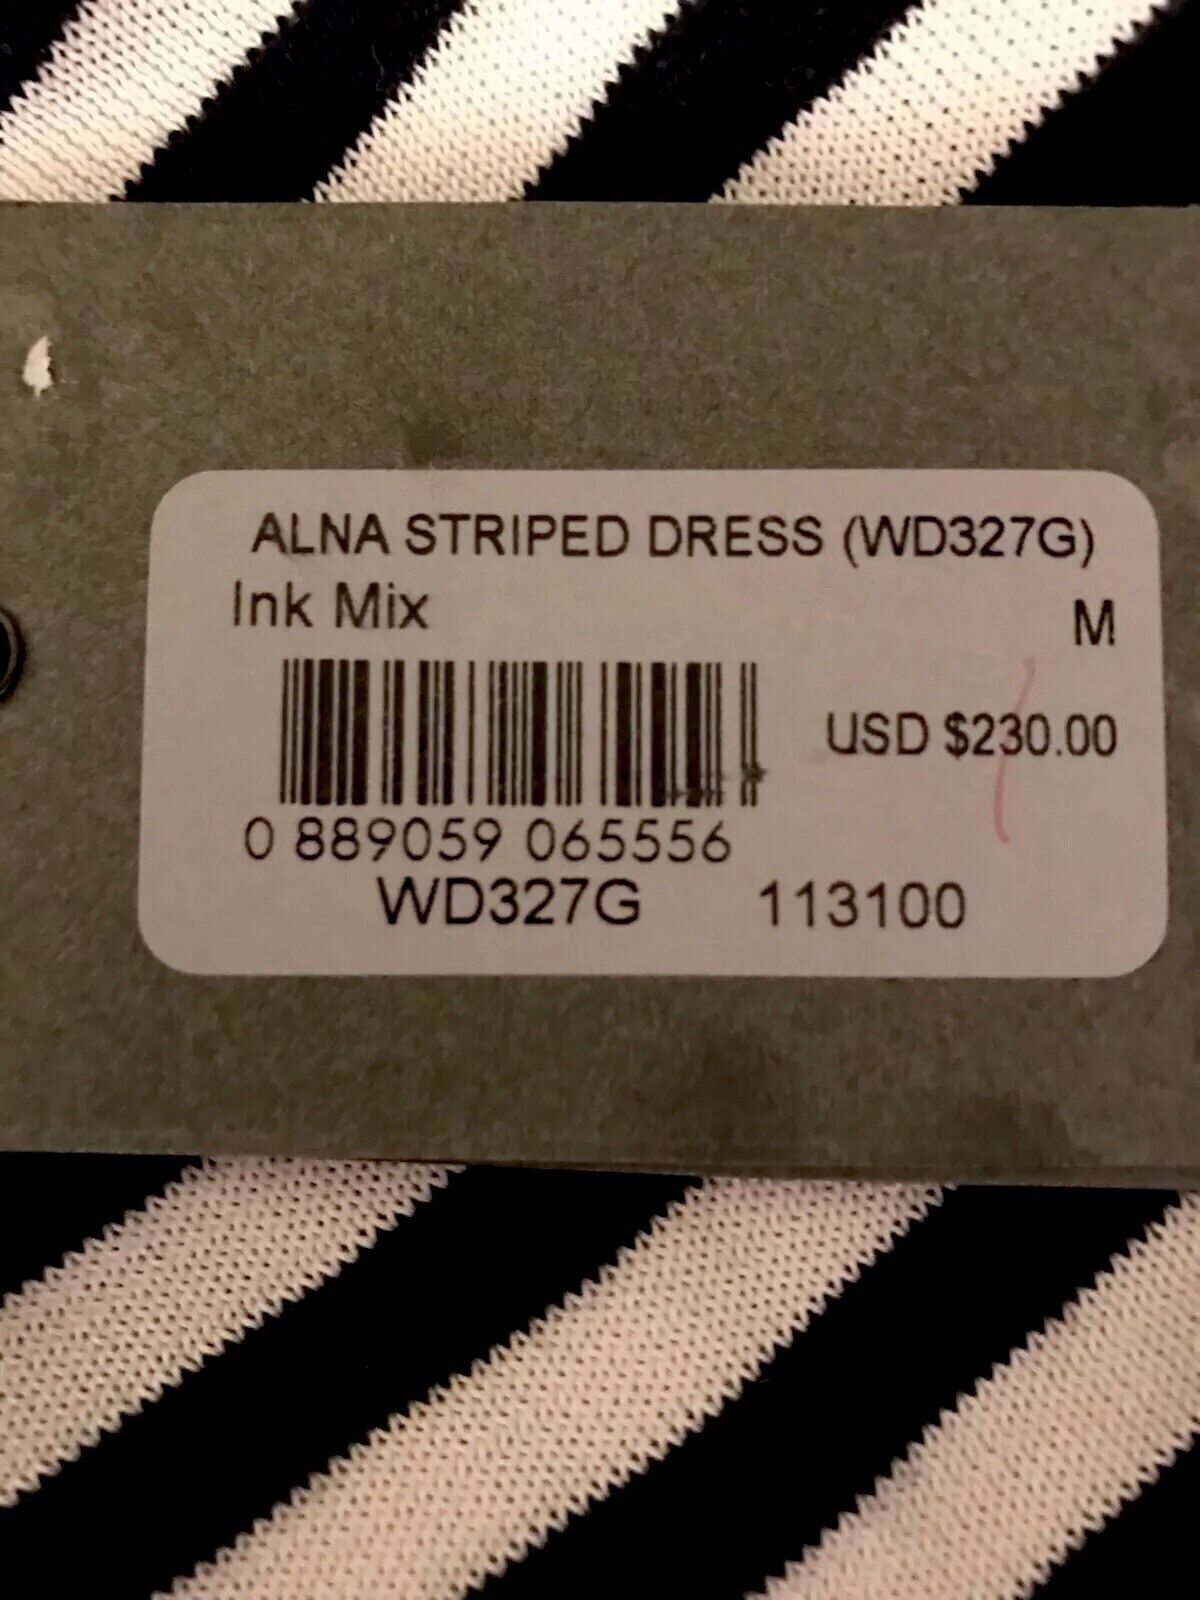 ALNA STRIPED DRESS (WD327G)
Ink Mix
M
USD $230.00
0 889059 065556
WD327G 113100